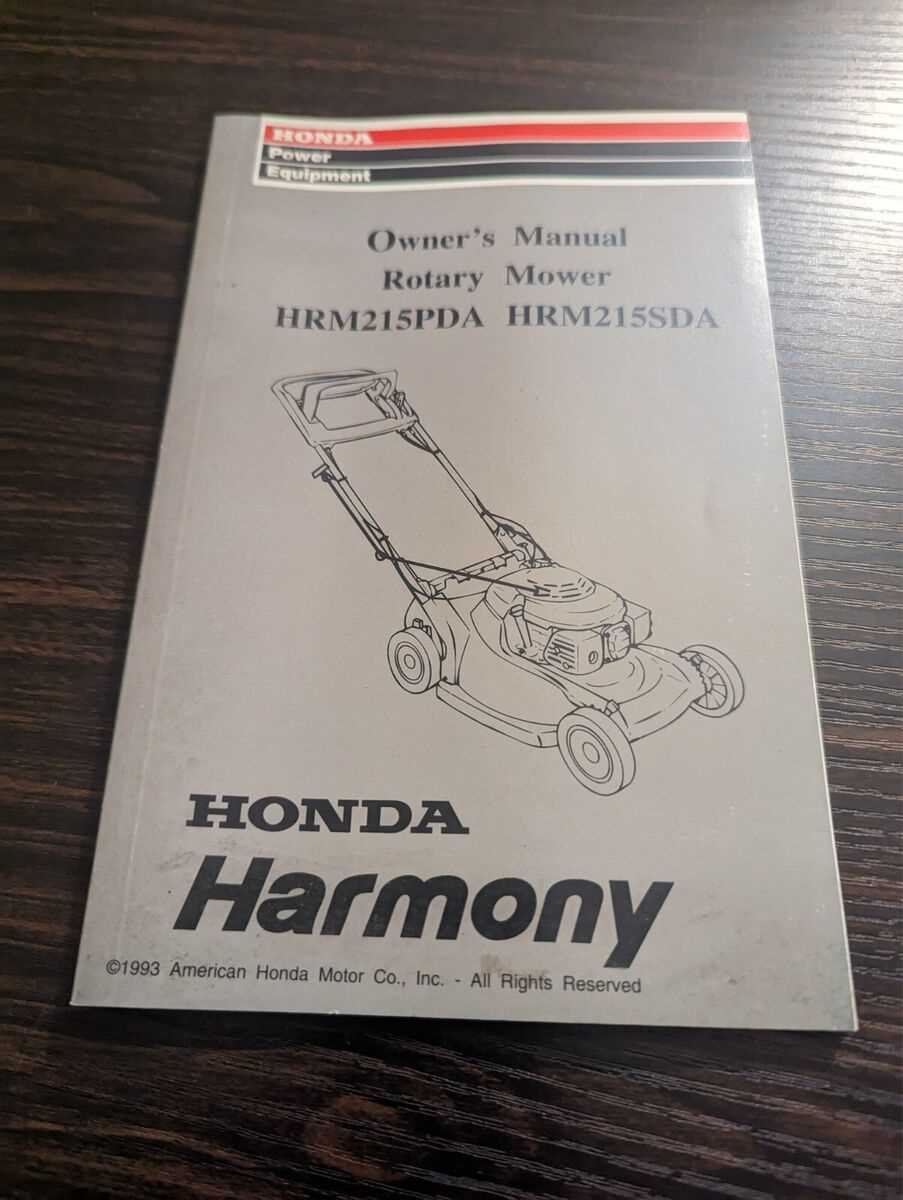 HONDA
Power
Equipment
Owner's Manual
Rotary Mower
HRM215PDA HRM215SDA
HONDA
Harmony
©1993 American Honda Motor Co., Inc. - All Rights Reserved